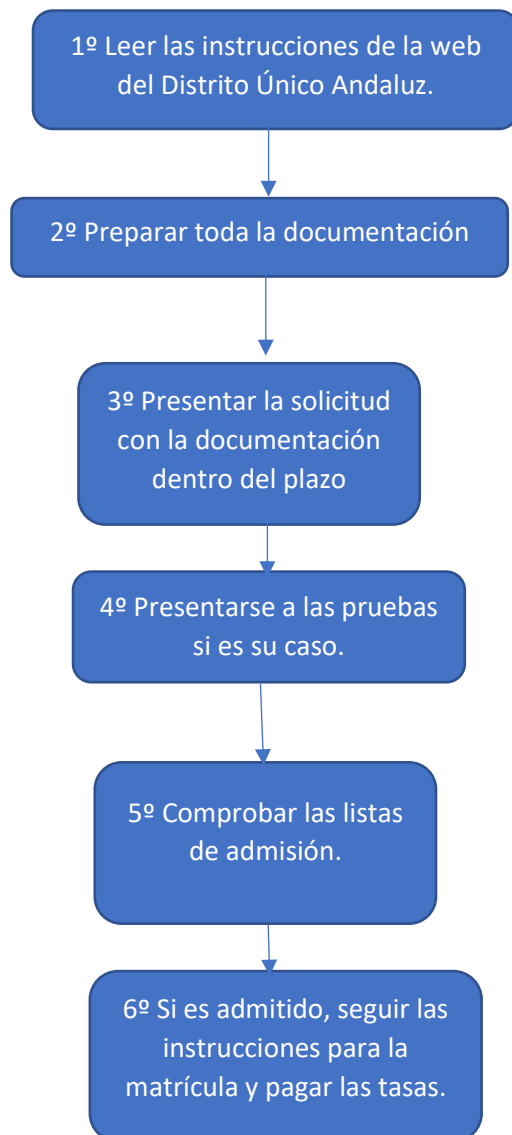 1º Leer las instrucciones de la web
del Distrito Único Andaluz.
2º Preparar toda la documentación
3º Presentar la solicitud
con la documentación
dentro del plazo
4º Presentarse a las pruebas
si es su caso.
5º Comprobar las listas
de admisión.
6º Si es admitido, seguir las
instrucciones para la
matrícula y pagar las tasas.